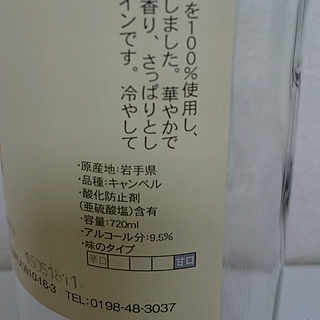 を100%使用し、
しました。華やかで
香り、さっぱりとし
インです。冷やして
・原産地:岩手県
・品種:キャンベル
・酸化防止剤
(亜硫酸塩)含有
・容量:720ml
・アルコール分:9.5%
・味のタイプ
辛口 甘口
10-18-3
TEL:0198-48-3037